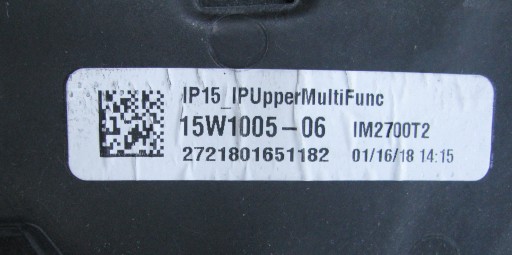 IP15_IPUpperMultiFunc
15W1005-06 IM2700T2
2721801651182 01/16/18 14:15